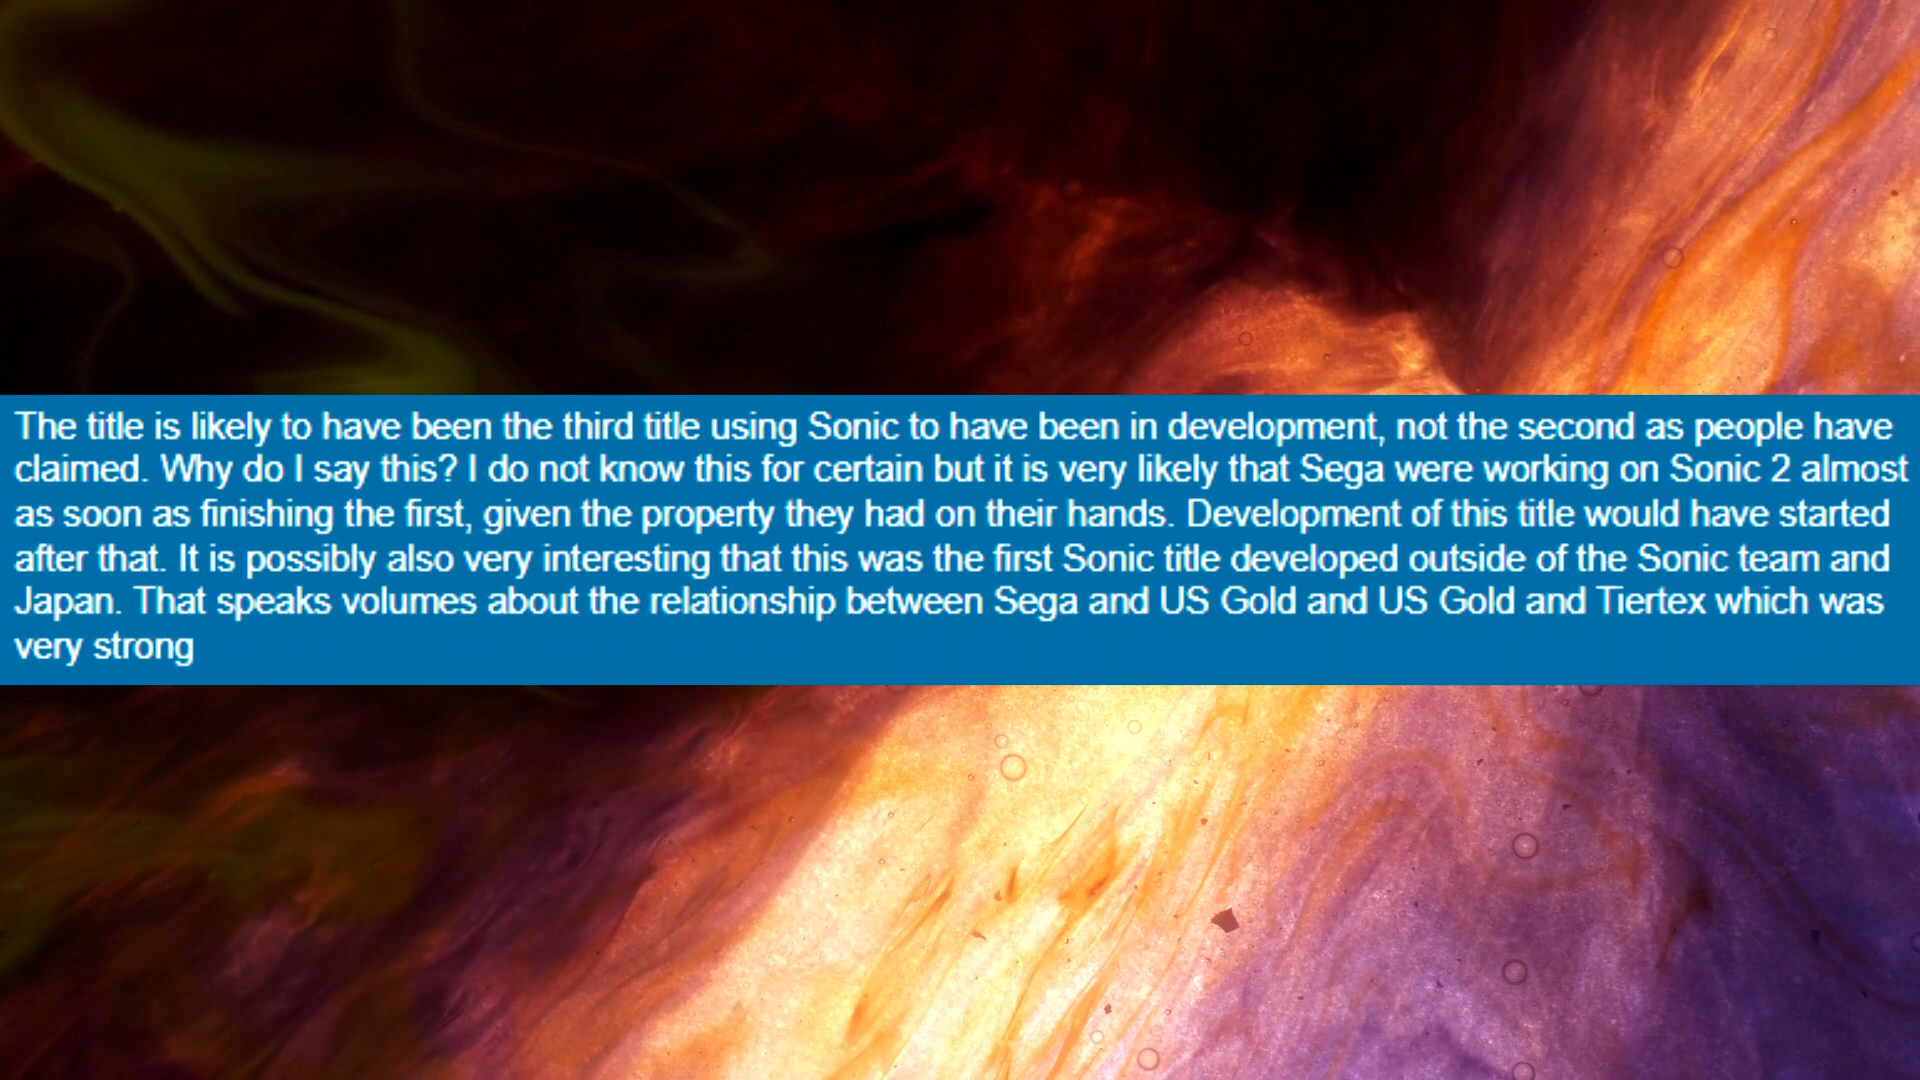 The title is likely to have been the third title using Sonic to have been in development, not the second as people have
claimed. Why do I say this? I do not know this for certain but it is very likely that Sega were working on Sonic 2 almost
as soon as finishing the first, given the property they had on their hands. Development of this title would have started
after that. It is possibly also very interesting that this was the first Sonic title developed outside of the Sonic team and
Japan. That speaks volumes about the relationship between Sega and US Gold and US Gold and Tiertex which was
very strong